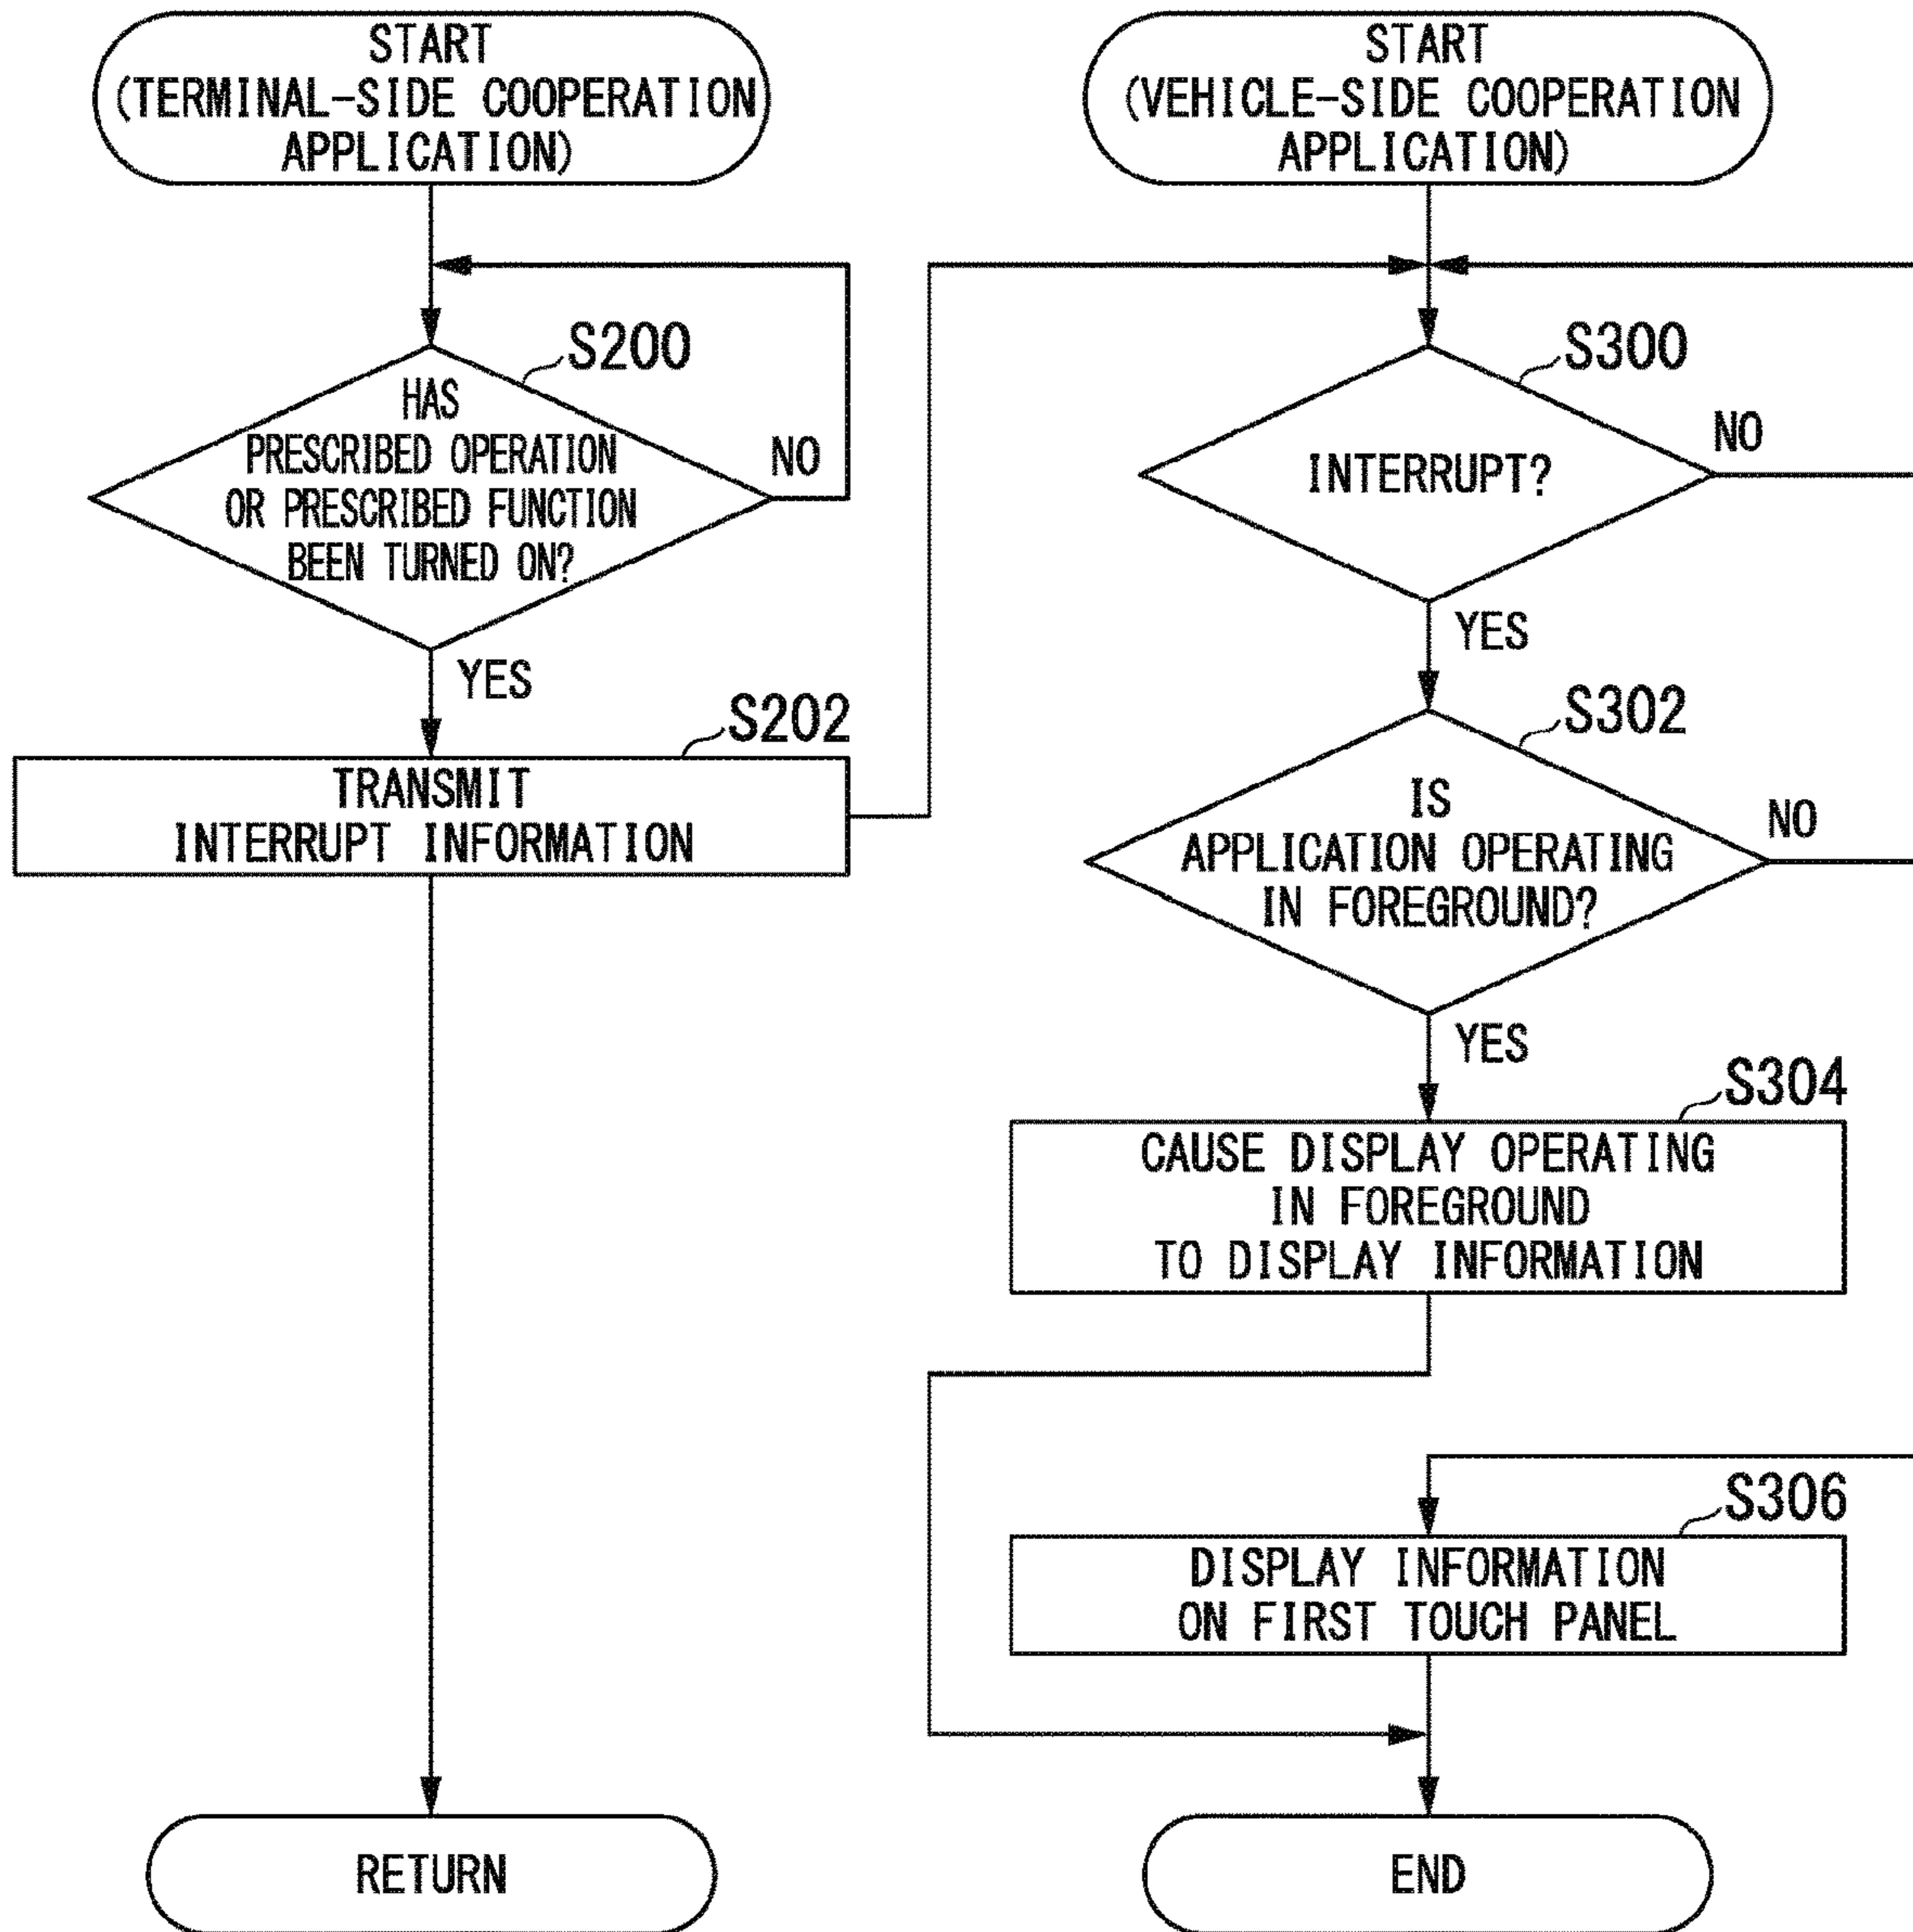 START
(TERMINAL-SIDE COOPERATION
APPLICATION)
S200
HAS
PRESCRIBED OPERATION
OR PRESCRIBED FUNCTION
BEEN TURNED ON?
NO
YES
S202
TRANSMIT
INTERRUPT INFORMATION
RETURN
START
(VEHICLE-SIDE COOPERATION
APPLICATION)
S300
INTERRUPT?
NO
YES
S302
IS
APPLICATION OPERATING
IN FOREGROUND?
NO
YES
S304
CAUSE DISPLAY OPERATING
IN FOREGROUND
TO DISPLAY INFORMATION
S306
DISPLAY INFORMATION
ON FIRST TOUCH PANEL
END